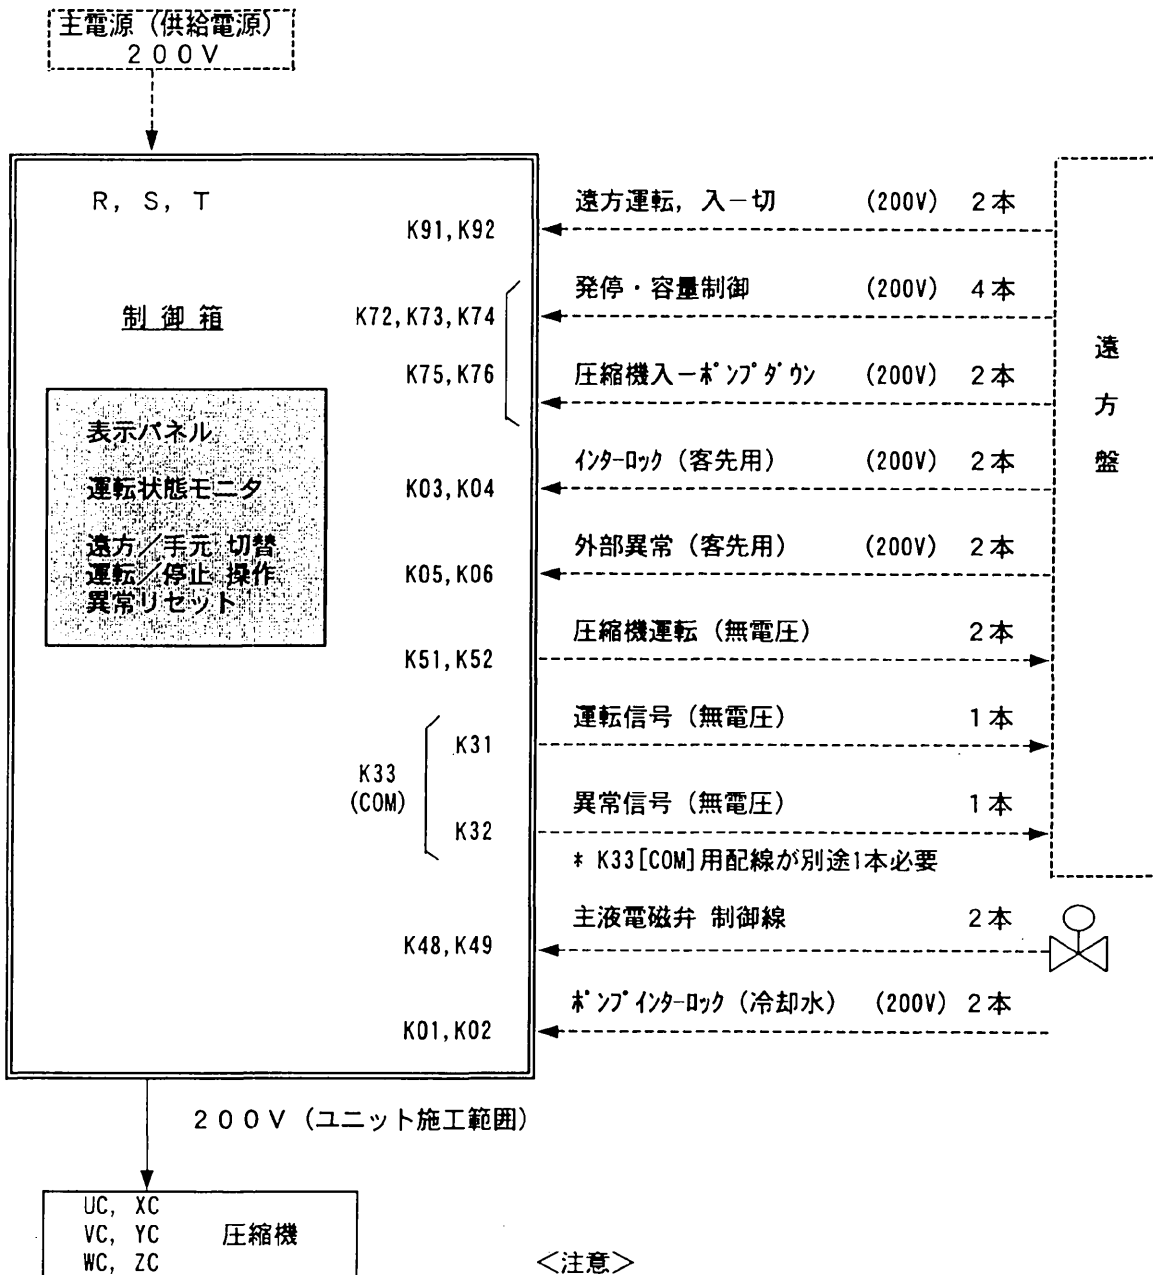 主電源（供給電源）
２００Ｖ
Ｒ，Ｓ，Ｔ
制御箱
表示パネル
運転状態モニタ
遠方／手元 切替
運転／停止 操作
異常リセット
K91,K92
K72,K73,K74
K75,K76
K03,K04
K05,K06
K51,K52
K31
K33
(COM)
K32
K48,K49
K01,K02
遠方運転，入－切 (200V) 2本
発停・容量制御 (200V) 4本
圧縮機入－ﾎﾟﾝﾌﾟﾀﾞｳﾝ (200V) 2本
ｲﾝﾀｰﾛｯｸ（客先用） (200V) 2本
外部異常（客先用） (200V) 2本
圧縮機運転（無電圧） 2本
運転信号（無電圧） 1本
異常信号（無電圧） 1本
* K33[COM]用配線が別途1本必要
主液電磁弁 制御線 2本
ﾎﾟﾝﾌﾟｲﾝﾀｰﾛｯｸ（冷却水） (200V) 2本
遠方盤
２００Ｖ（ユニット施工範囲）
UC, XC
VC, YC 圧縮機
WC, ZC
＜注意＞